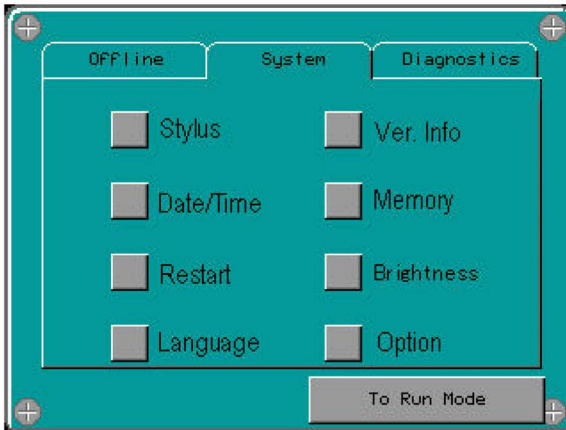 Offline System Diagnostics
Stylus Ver. Info
Date/Time Memory
Restart Brightness
Language Option
To Run Mode